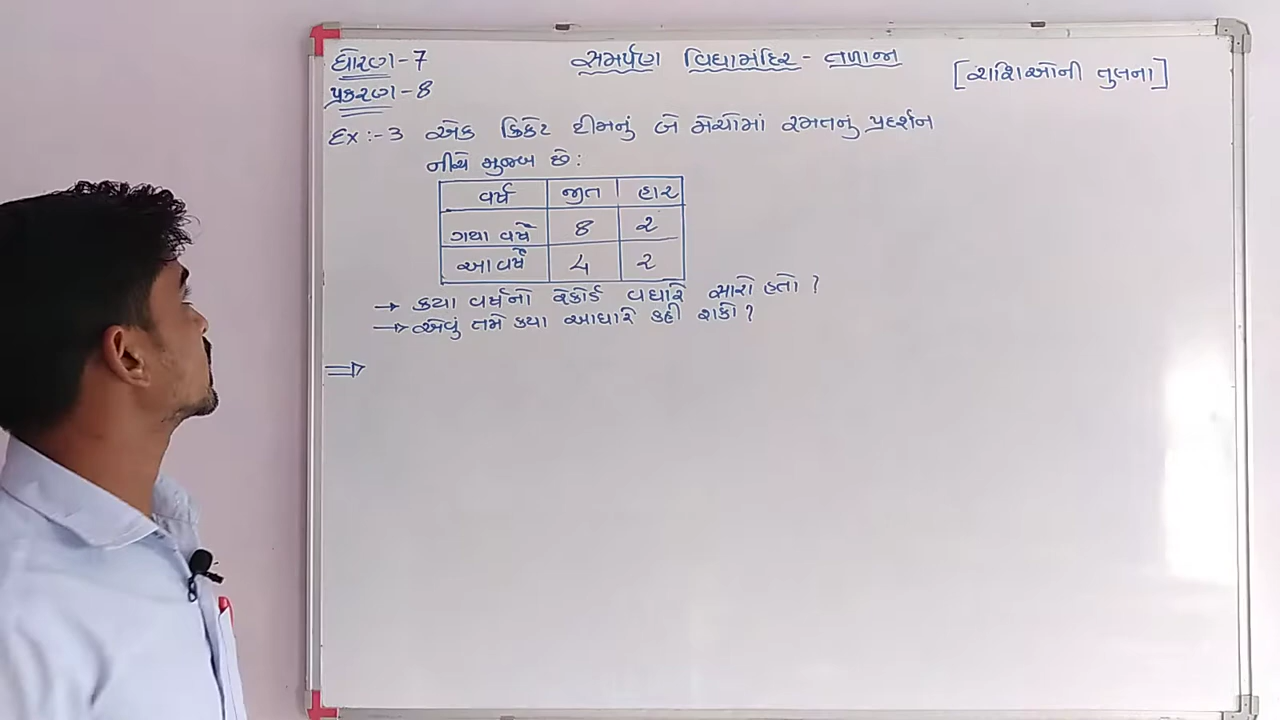 ધોરણ-7
સમર્પણ વિદ્યામંદિર - તળાજા
[રાશિઓની તુલના]
પ્રકરણ-8
Ex:-3 એક ક્રિકેટ ટીમનું બે મેચોમાં રમતનું પ્રદર્શન
નીચે મુજબ છે:
વર્ષ જીત હાર
ગયા વર્ષે 8 2
આ વર્ષે 4 2
→ કયા વર્ષનો રેકોર્ડ વધારે સારો હતો?
→ એવું તમે કયા આધારે કહી શકો?
⇒